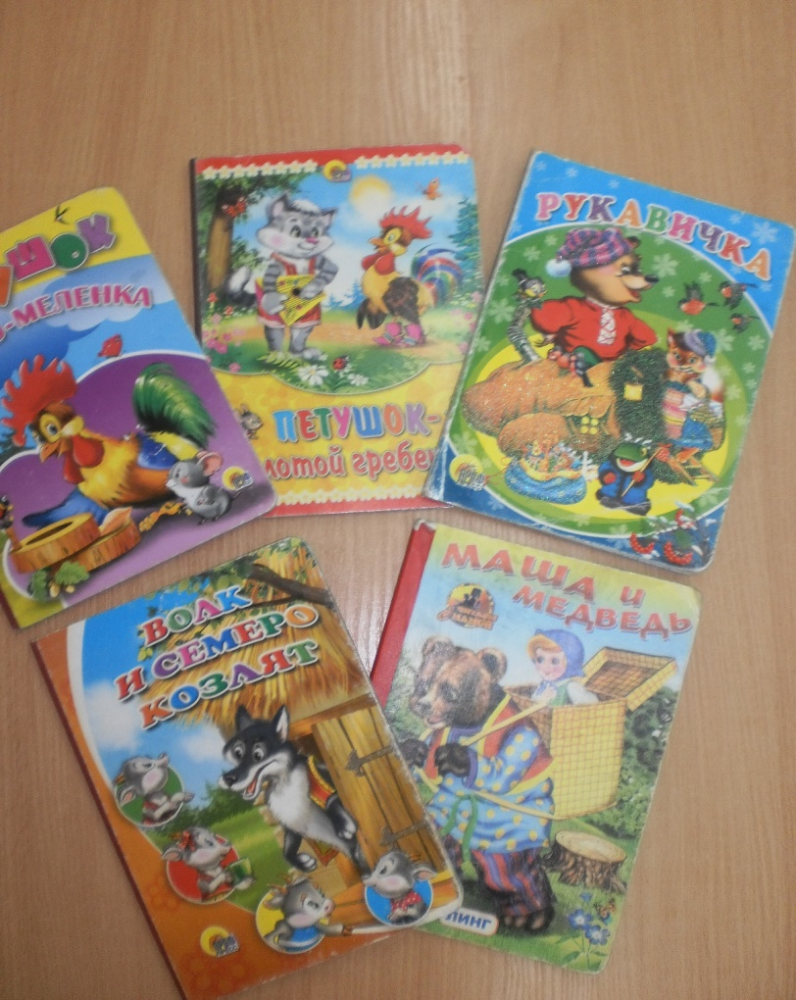 ШОК
О-МЕЛЕНКА
ПЕТУШОК-
лотой гребе
РУКАВИЧКА
ВОЛК
И СЕМЕРО
КОЗЛЯТ
МАША И
МЕДВЕДЬ
ЛИНГ